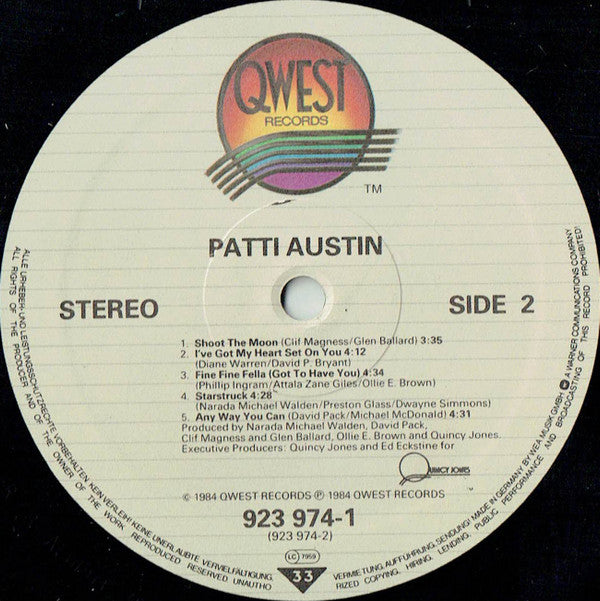 QWEST
RECORDS
TM
PATTI AUSTIN
STEREO
SIDE 2
1. Shoot The Moon (Clif Magness/Glen Ballard) 3:35
2. I've Got My Heart Set On You 4:12
(Diane Warren/David P. Bryant)
3. Fine Fine Fella (Got To Have You) 4:34
(Phillip Ingram/Attala Zane Giles/Ollie E. Brown)
4. Starstruck 4:28
(Narada Michael Walden/Preston Glass/Dwayne Simmons)
5. Any Way You Can (David Pack/Michael McDonald) 4:31
Produced by Narada Michael Walden, David Pack,
Clif Magness and Glen Ballard, Ollie E. Brown and Quincy Jones.
Executive Producers: Quincy Jones and Ed Eckstine for
QUINCY JONES
© 1984 QWEST RECORDS ℗ 1984 QWEST RECORDS
923 974-1
(923 974-2)
LC 7959
33
ALLE URHEBER- UND LEISTUNGSSCHUTZRECHTE VORBEHALTEN. KEIN VERLEIH! KEINE UNERLAUBTE VERVIELFÄLTIGUNG,
VERMIETUNG, AUFFÜHRUNG, SENDUNG! MADE IN GERMANY BY WEA MUSIK GMBH A WARNER COMMUNICATIONS COMPANY
ALL RIGHTS OF THE PRODUCER AND OF THE OWNER OF THE WORK REPRODUCED RESERVED UNAUTHO
RIZED COPYING, HIRING, LENDING, PUBLIC PERFORMANCE AND BROADCASTING OF THIS RECORD PROHIBITED!